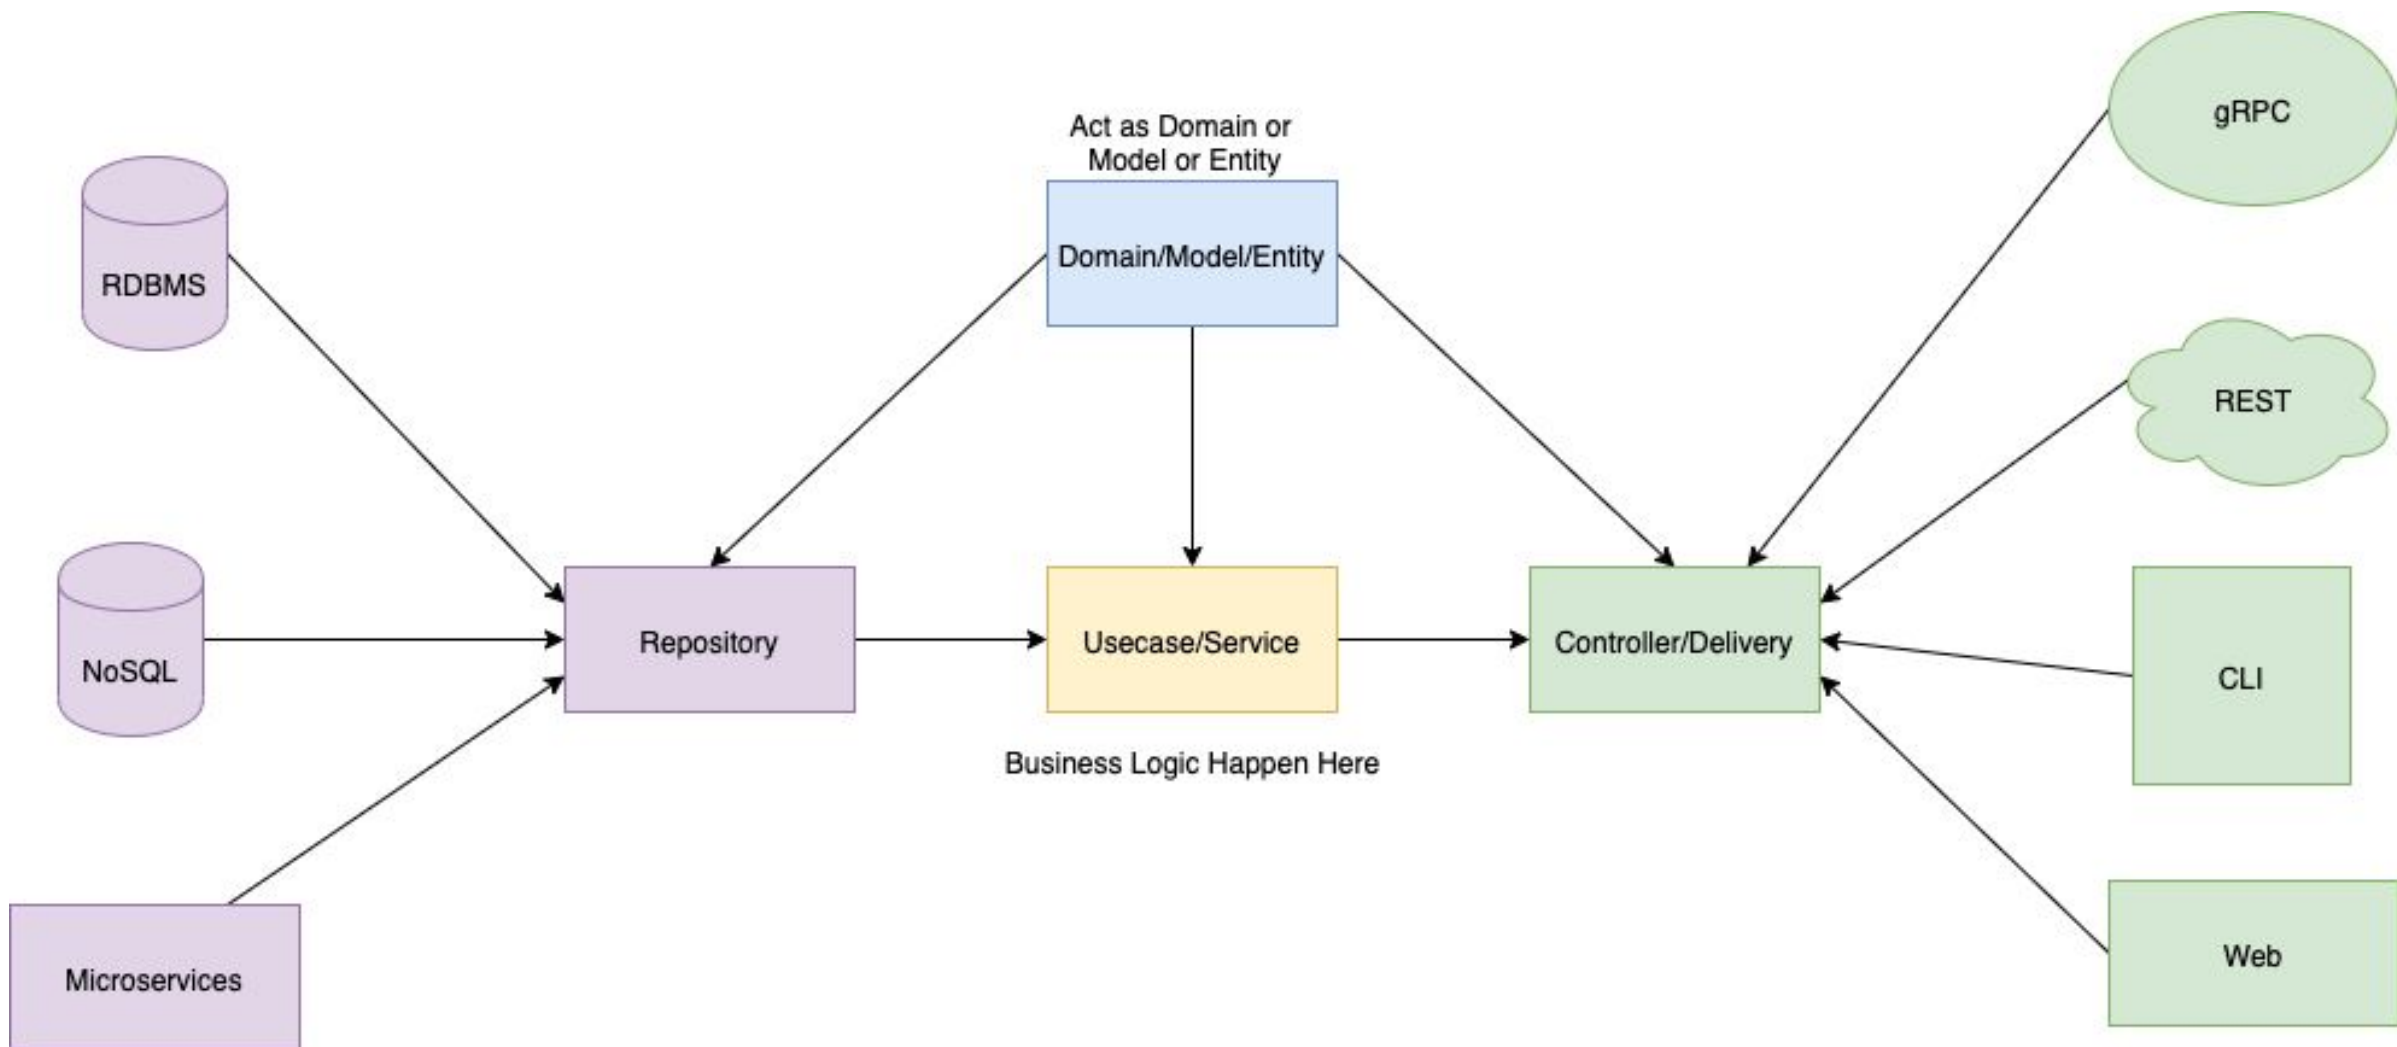 gRPC
Act as Domain or
Model or Entity
Domain/Model/Entity
RDBMS
REST
Repository
Usecase/Service
Controller/Delivery
NoSQL
CLI
Business Logic Happen Here
Web
Microservices